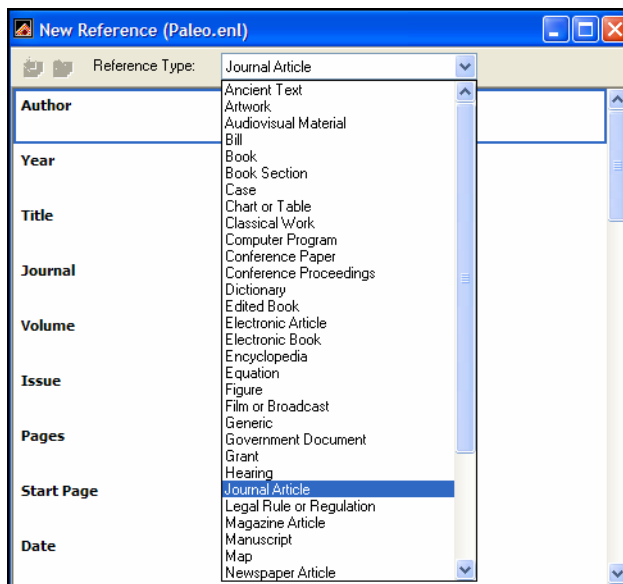 New Reference (Paleo.enl)
Reference Type: Journal Article
Author
Year
Title
Journal
Volume
Issue
Pages
Start Page
Date
Ancient Text
Artwork
Audiovisual Material
Bill
Book
Book Section
Case
Chart or Table
Classical Work
Computer Program
Conference Paper
Conference Proceedings
Dictionary
Edited Book
Electronic Article
Electronic Book
Encyclopedia
Equation
Figure
Film or Broadcast
Generic
Government Document
Grant
Hearing
Journal Article
Legal Rule or Regulation
Magazine Article
Manuscript
Map
Newspaper Article